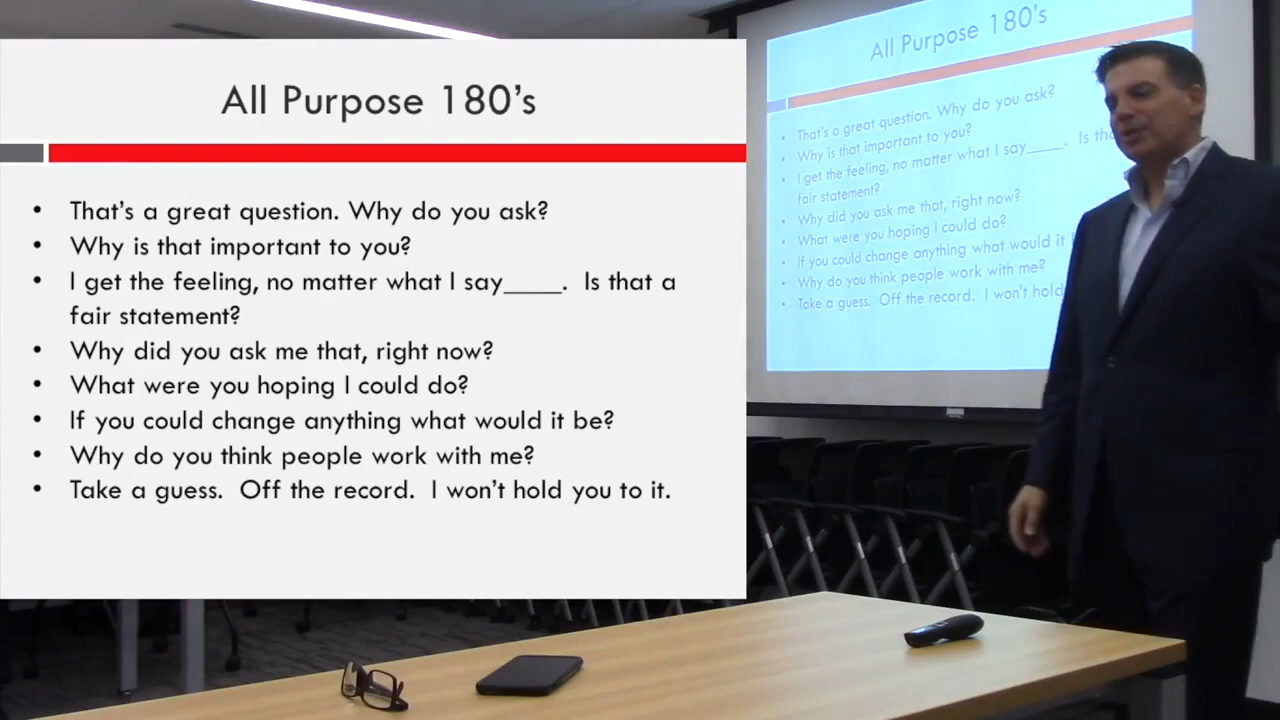 All Purpose 180's
• That's a great question. Why do you ask?
• Why is that important to you?
• I get the feeling, no matter what I say____. Is that a
fair statement?
• Why did you ask me that, right now?
• What were you hoping I could do?
• If you could change anything what would it be?
• Why do you think people work with me?
• Take a guess. Off the record. I won't hold you to it.
All Purpose 180's
• That's a great question. Why do you ask?
• Why is that important to you?
• I get the feeling, no matter what I say____. Is
fair statement?
• Why did you ask me that, right now?
• What were you hoping I could do?
• If you could change anything what would it
• Why do you think people work with me?
• Take a guess. Off the record. I won't hold